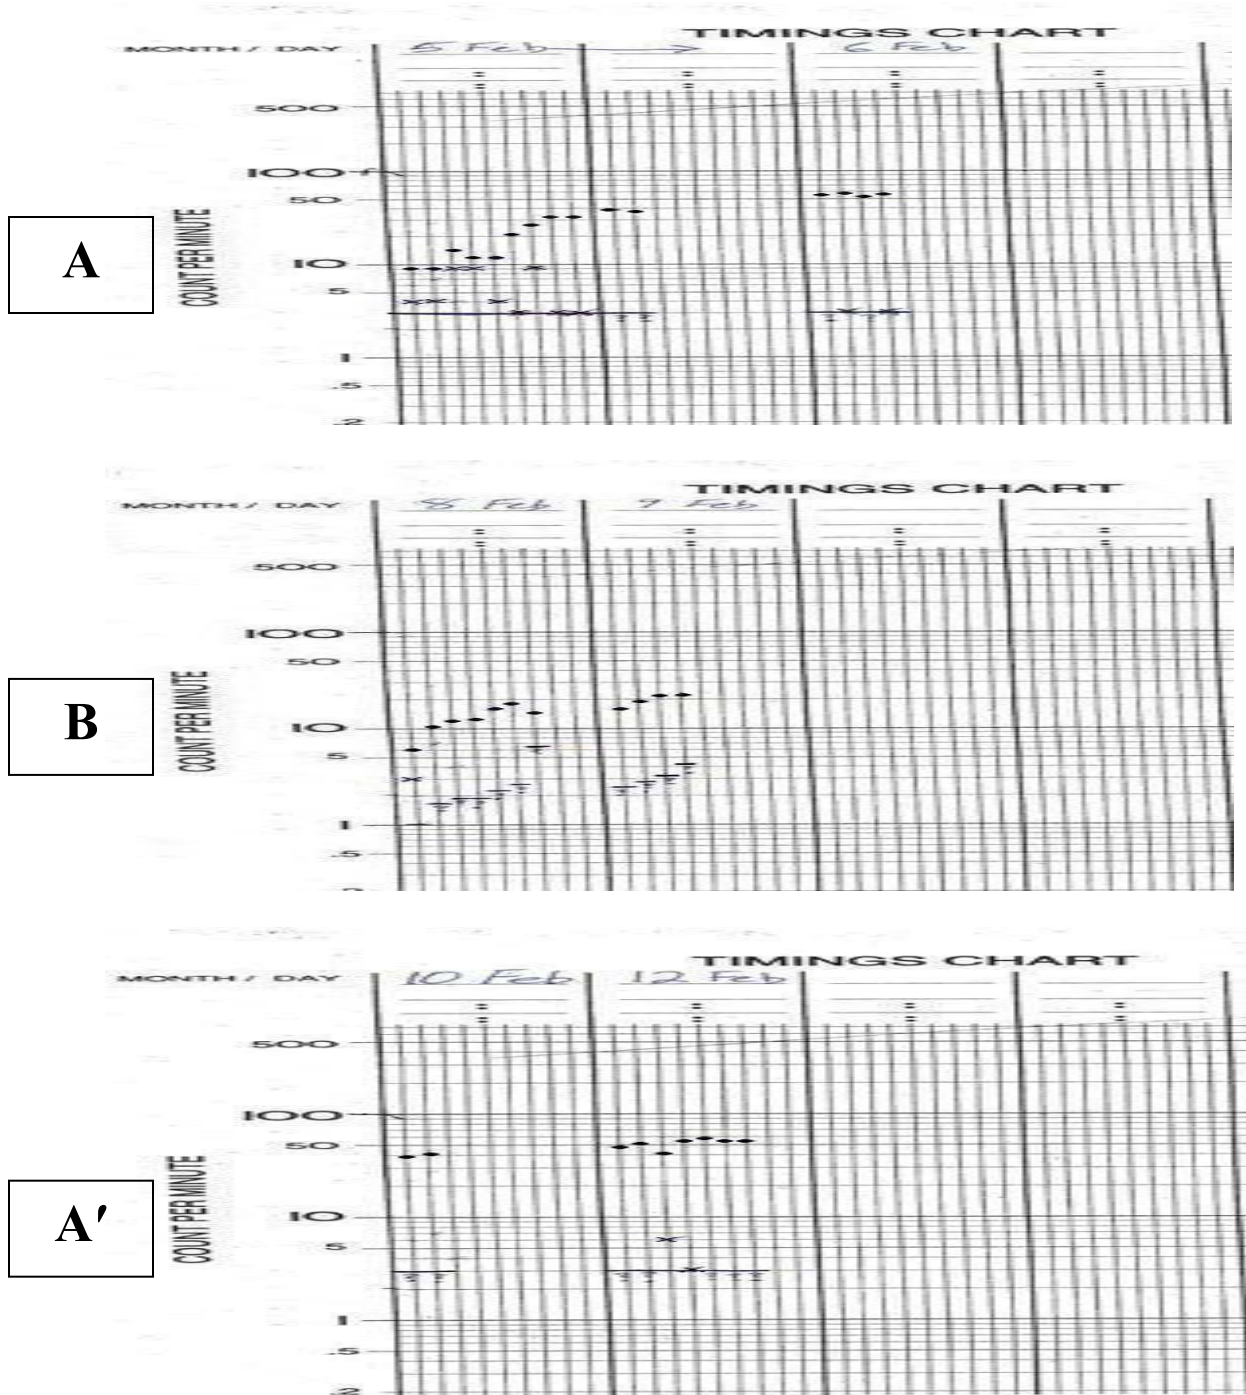 TIMINGS CHART
MONTH / DAY 5 Feb 6 Feb
500
100
50
10
5
1
.5
.2
COUNT PER MINUTE
A
TIMINGS CHART
MONTH / DAY 8 Feb 9 Feb
500
100
50
10
5
1
.5
COUNT PER MINUTE
B
TIMINGS CHART
MONTH / DAY 10 Feb 12 Feb
500
100
50
10
5
1
.5
.2
COUNT PER MINUTE
A′